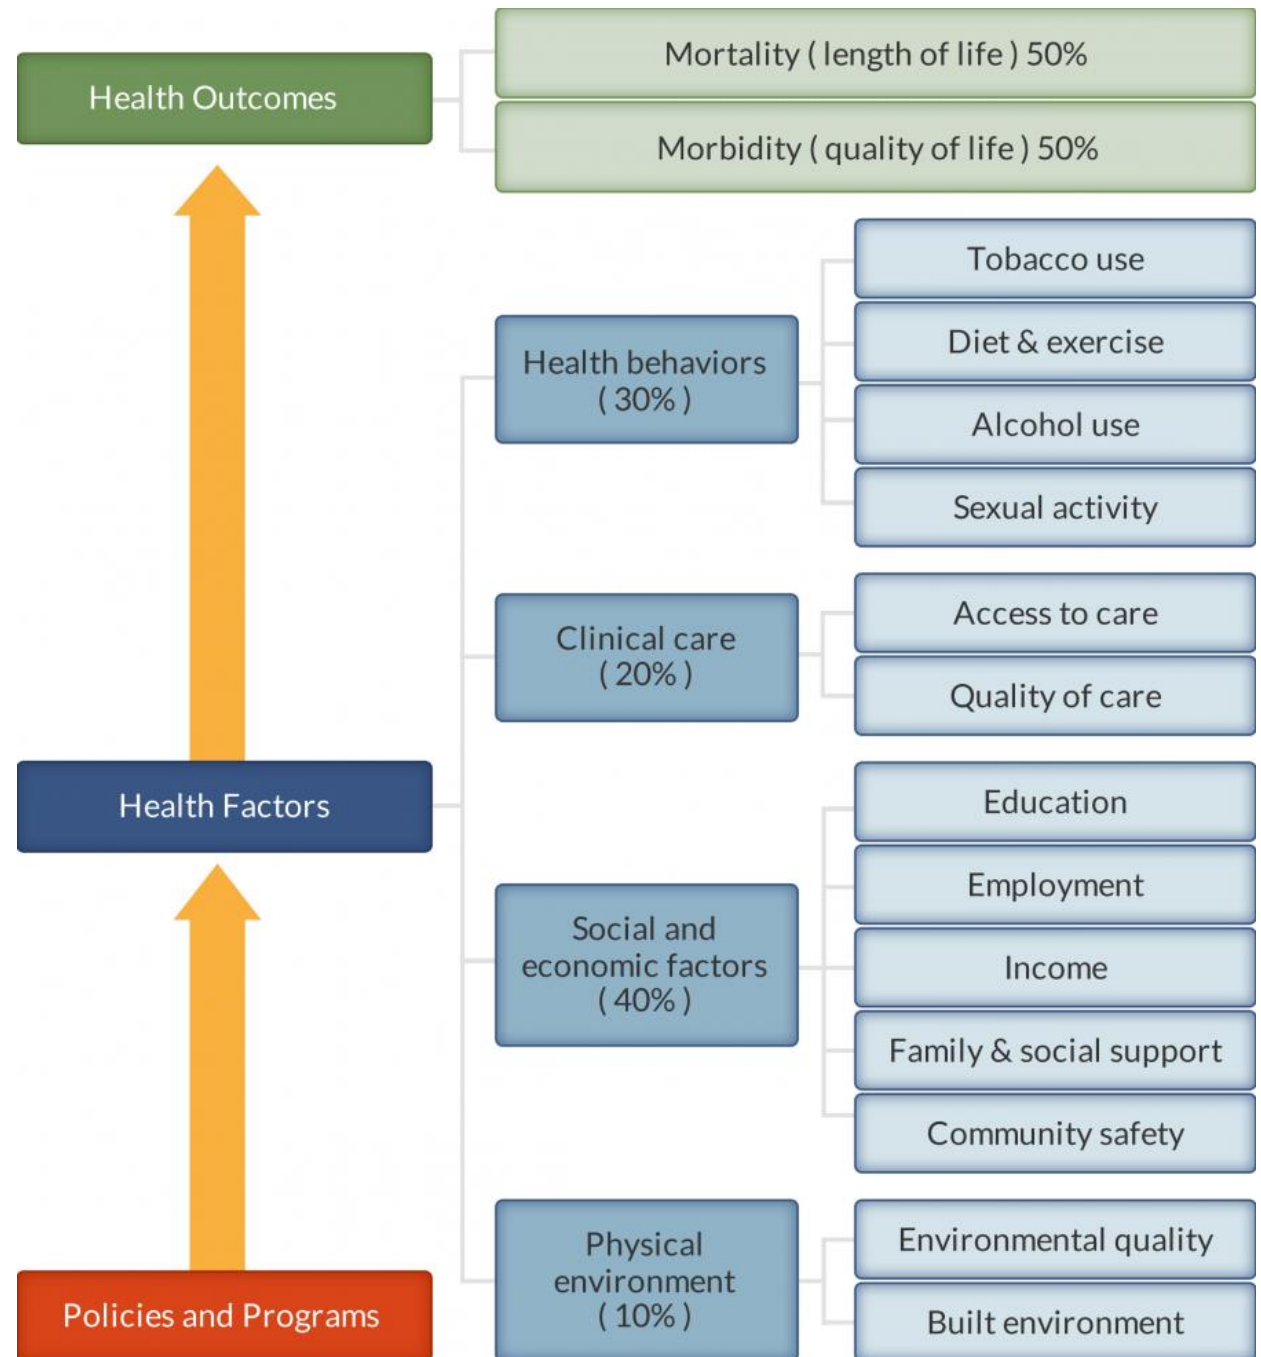 Health Outcomes
Mortality ( length of life ) 50%
Morbidity ( quality of life ) 50%
Health Factors
Health behaviors
( 30% )
Tobacco use
Diet & exercise
Alcohol use
Sexual activity
Clinical care
( 20% )
Access to care
Quality of care
Social and
economic factors
( 40% )
Education
Employment
Income
Family & social support
Community safety
Physical
environment
( 10% )
Environmental quality
Built environment
Policies and Programs